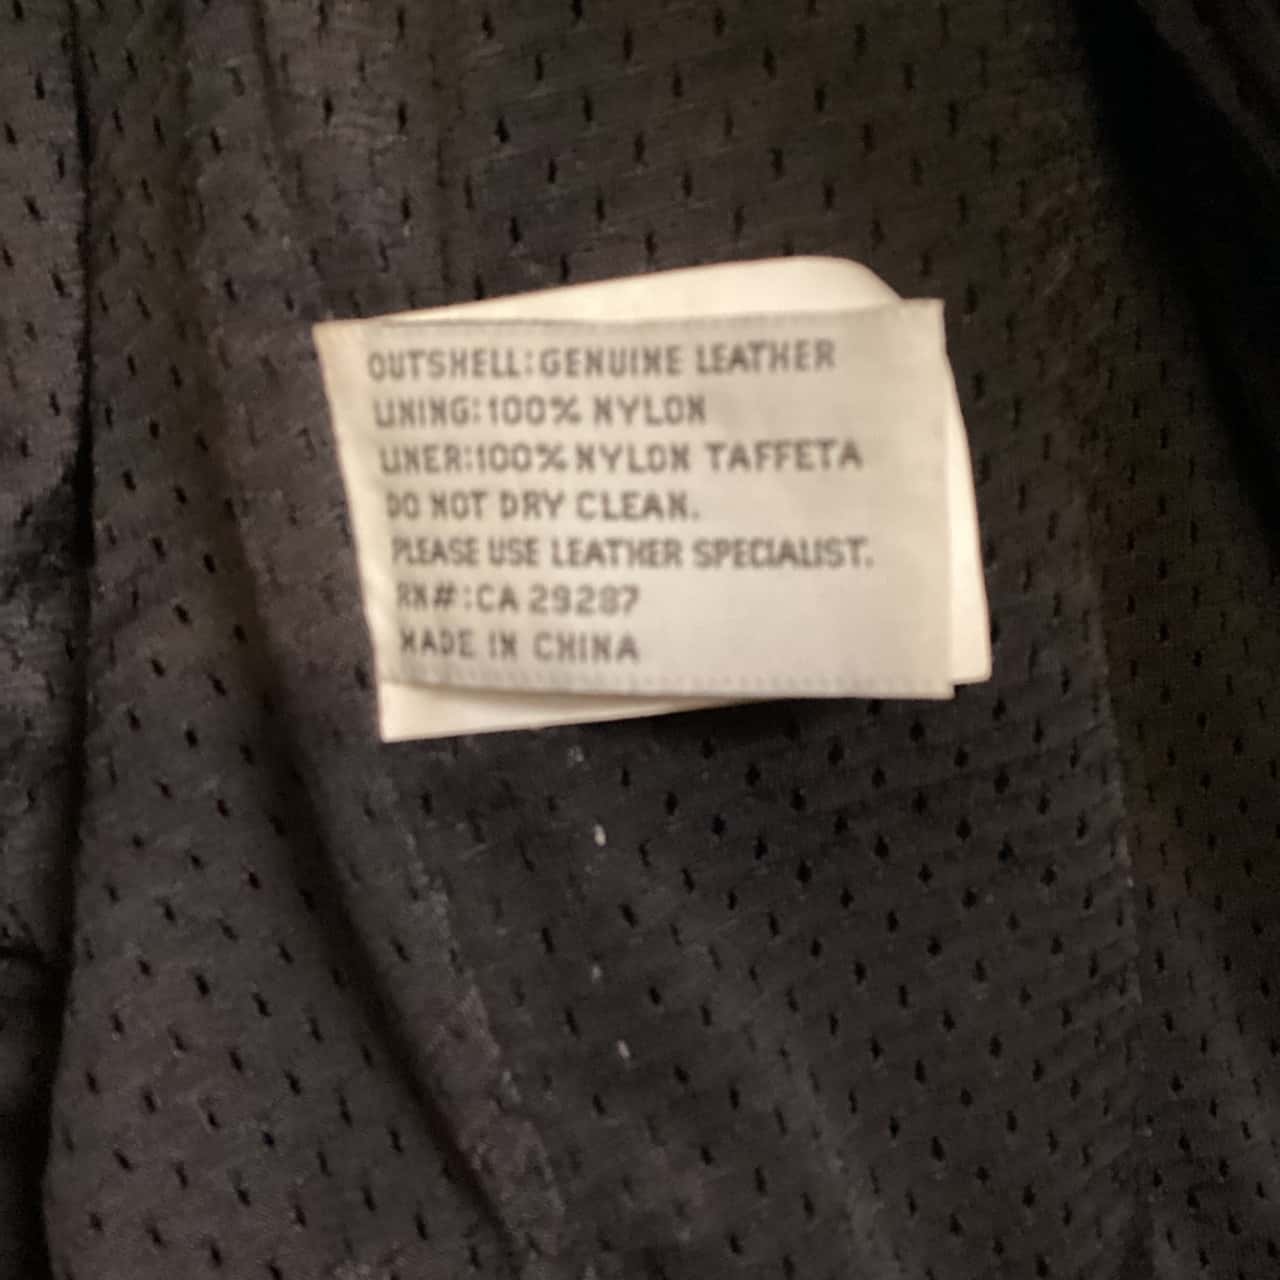 OUTSHELL:GENUINE LEATHER
LINING:100% NYLON
LINER:100% NYLON TAFFETA
DO NOT DRY CLEAN.
PLEASE USE LEATHER SPECIALIST.
RN#:CA 29287
MADE IN CHINA